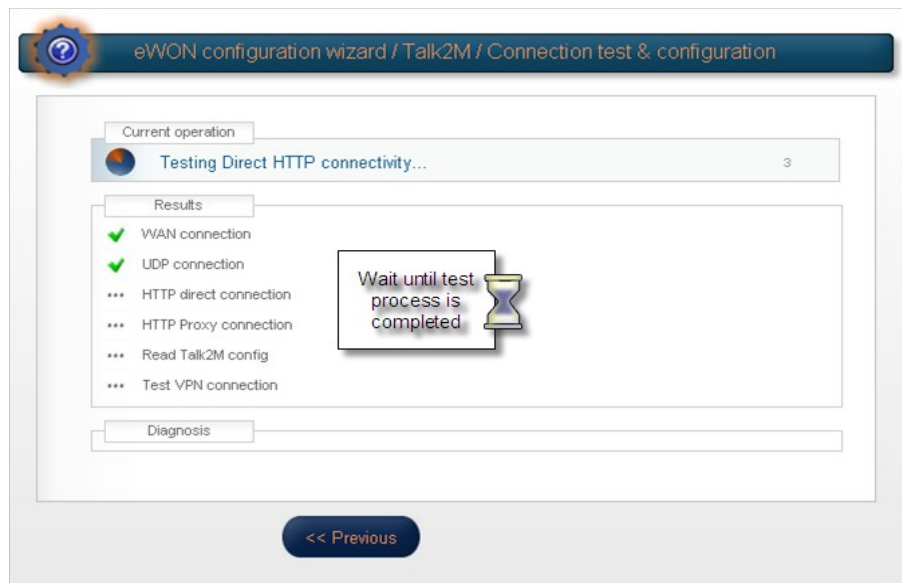 eWON configuration wizard / Talk2M / Connection test & configuration
Current operation
Testing Direct HTTP connectivity... 3
Results
WAN connection
UDP connection
HTTP direct connection
HTTP Proxy connection
Read Talk2M config
Test VPN connection
Wait until test
process is
completed
Diagnosis
<< Previous